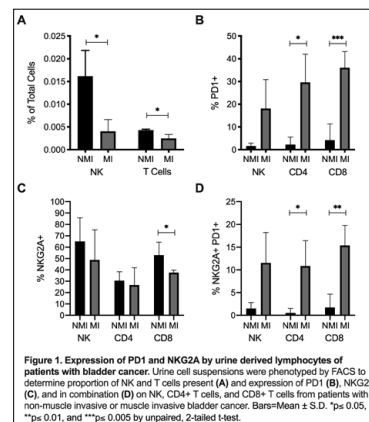 A
B
% of Total Cells
0.025
0.020
0.015
0.010
0.005
0.000
*
*
NMI MI NMI MI
NK T Cells
% PD1+
50
40
30
20
10
0
*
***
NMI MI NMI MI NMI MI
NK CD4 CD8
C
D
% NKG2A+
100
90
80
70
60
50
40
30
20
10
0
*
NMI MI NMI MI NMI MI
NK CD4 CD8
% NKG2A+ PD1+
25
20
15
10
5
0
*
**
NMI MI NMI MI NMI MI
NK CD4 CD8
Figure 1. Expression of PD1 and NKG2A by urine derived lymphocytes of
patients with bladder cancer. Urine cell suspensions were phenotyped by FACS to
determine proportion of NK and T cells present (A) and expression of PD1 (B), NKG2
(C), and in combination (D) on NK, CD4+ T cells, and CD8+ T cells from patients with
non-muscle invasive or muscle invasive bladder cancer. Bars=Mean ± S.D. *p≤ 0.05,
**p≤ 0.01, and ***p≤ 0.005 by unpaired, 2-tailed t-test.